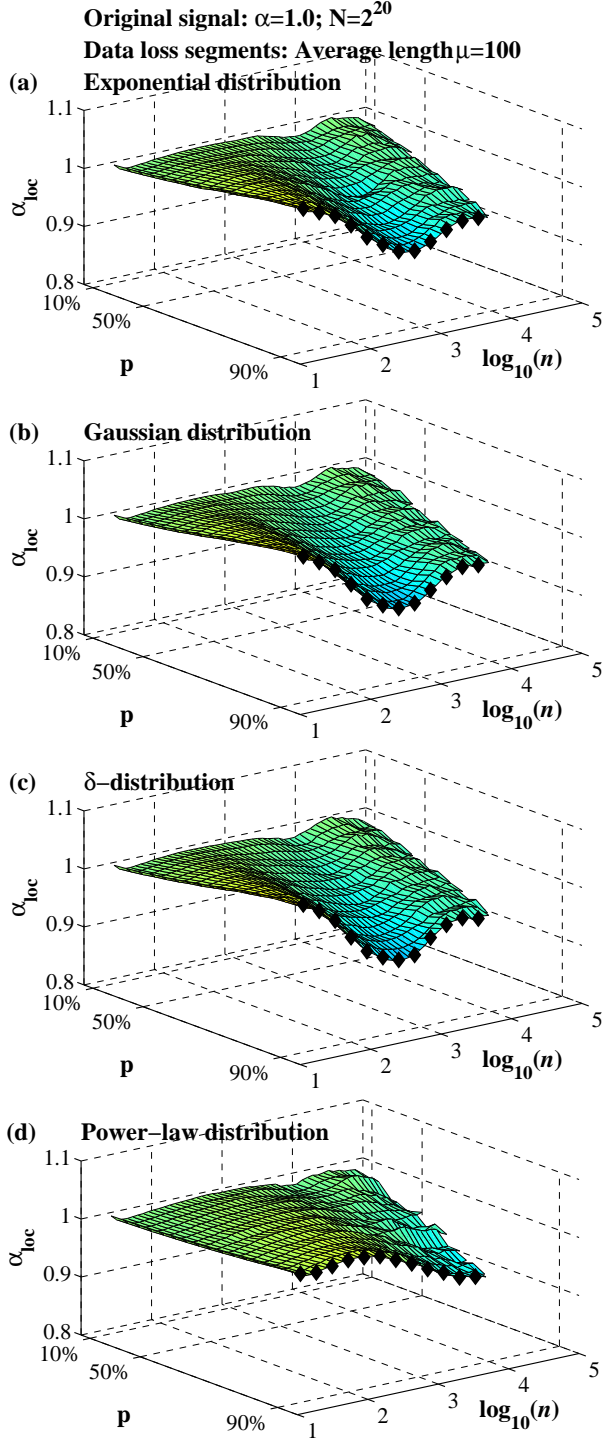 Original signal: α=1.0; N=2^20
Data loss segments: Average length μ=100
(a) Exponential distribution
1.1
1
0.9
0.8
α_loc
10%
50%
90%
p
1
2
3
4
5
log_10(n)
(b) Gaussian distribution
1.1
1
0.9
0.8
α_loc
10%
50%
90%
p
1
2
3
4
5
log_10(n)
(c) δ−distribution
1.1
1
0.9
0.8
α_loc
10%
50%
90%
p
1
2
3
4
5
log_10(n)
(d) Power−law distribution
1.1
1
0.9
0.8
α_loc
10%
50%
90%
p
1
2
3
4
5
log_10(n)